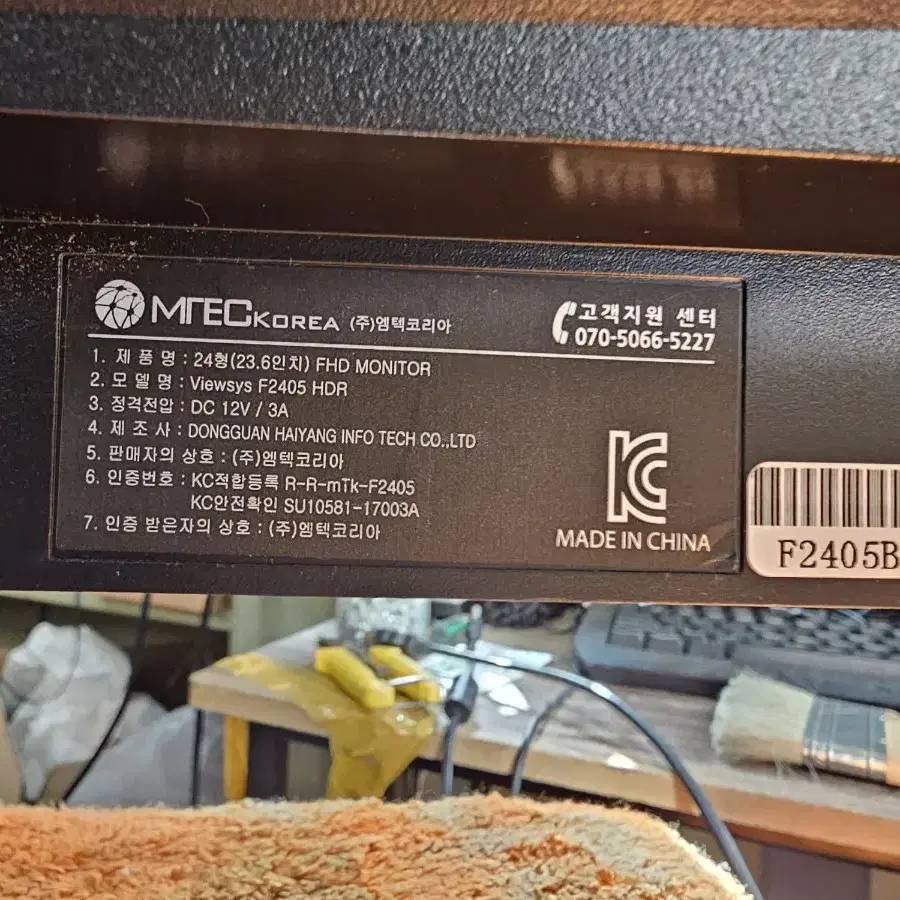 MTECKOREA (주)엠텍코리아
고객지원 센터
070-5066-5227
1. 제 품 명 : 24형(23.6인치) FHD MONITOR
2. 모 델 명 : Viewsys F2405 HDR
3. 정격전압 : DC 12V / 3A
4. 제 조 사 : DONGGUAN HAIYANG INFO TECH CO.,LTD
5. 판매자의 상호 : (주)엠텍코리아
6. 인증번호 : KC적합등록 R-R-mTk-F2405
KC안전확인 SU10581-17003A
7. 인증 받은자의 상호 : (주)엠텍코리아
KC
MADE IN CHINA
F2405B